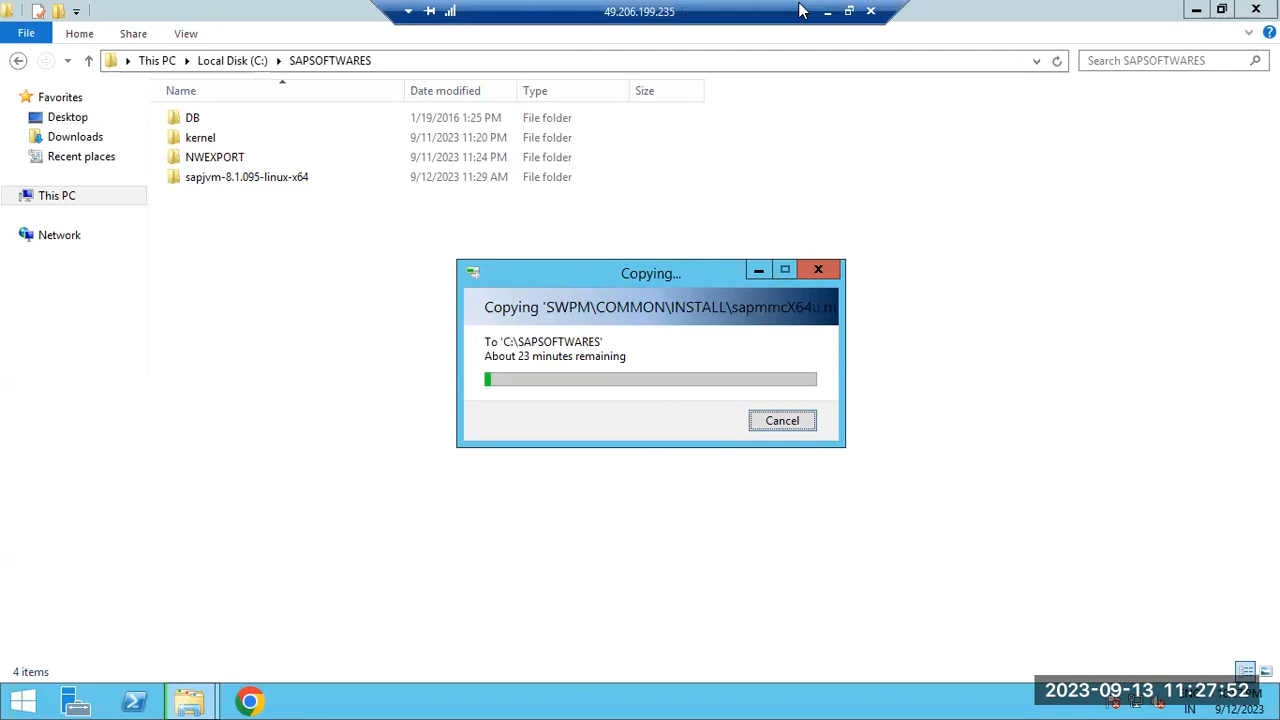 49.206.199.235
File Home Share View
This PC Local Disk (C:) SAPSOFTWARES
Search SAPSOFTWARES
Name Date modified Type Size
Favorites
Desktop
Downloads
Recent places
This PC
Network
DB 1/19/2016 1:25 PM File folder
kernel 9/11/2023 11:20 PM File folder
NWEXPORT 9/11/2023 11:24 PM File folder
sapjvm-8.1.095-linux-x64 9/12/2023 11:29 AM File folder
Copying...
Copying 'SWPM\COMMON\INSTALL\sapmmcX64u.m
To 'C:\SAPSOFTWARES'
About 23 minutes remaining
Cancel
4 items
2023-09-13 11:27:52
IN 9/12/2023